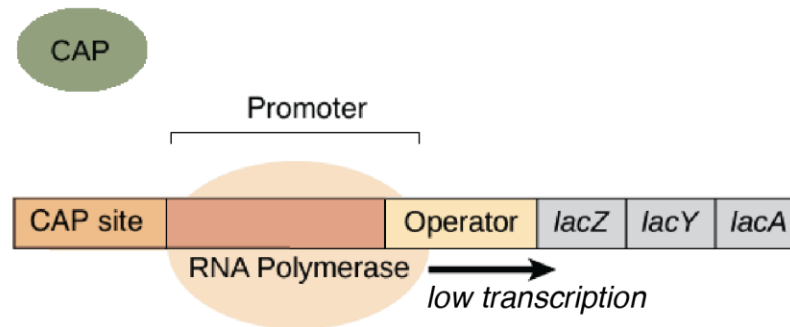 CAP
Promoter
CAP site Operator lacZ lacY lacA
RNA Polymerase
low transcription